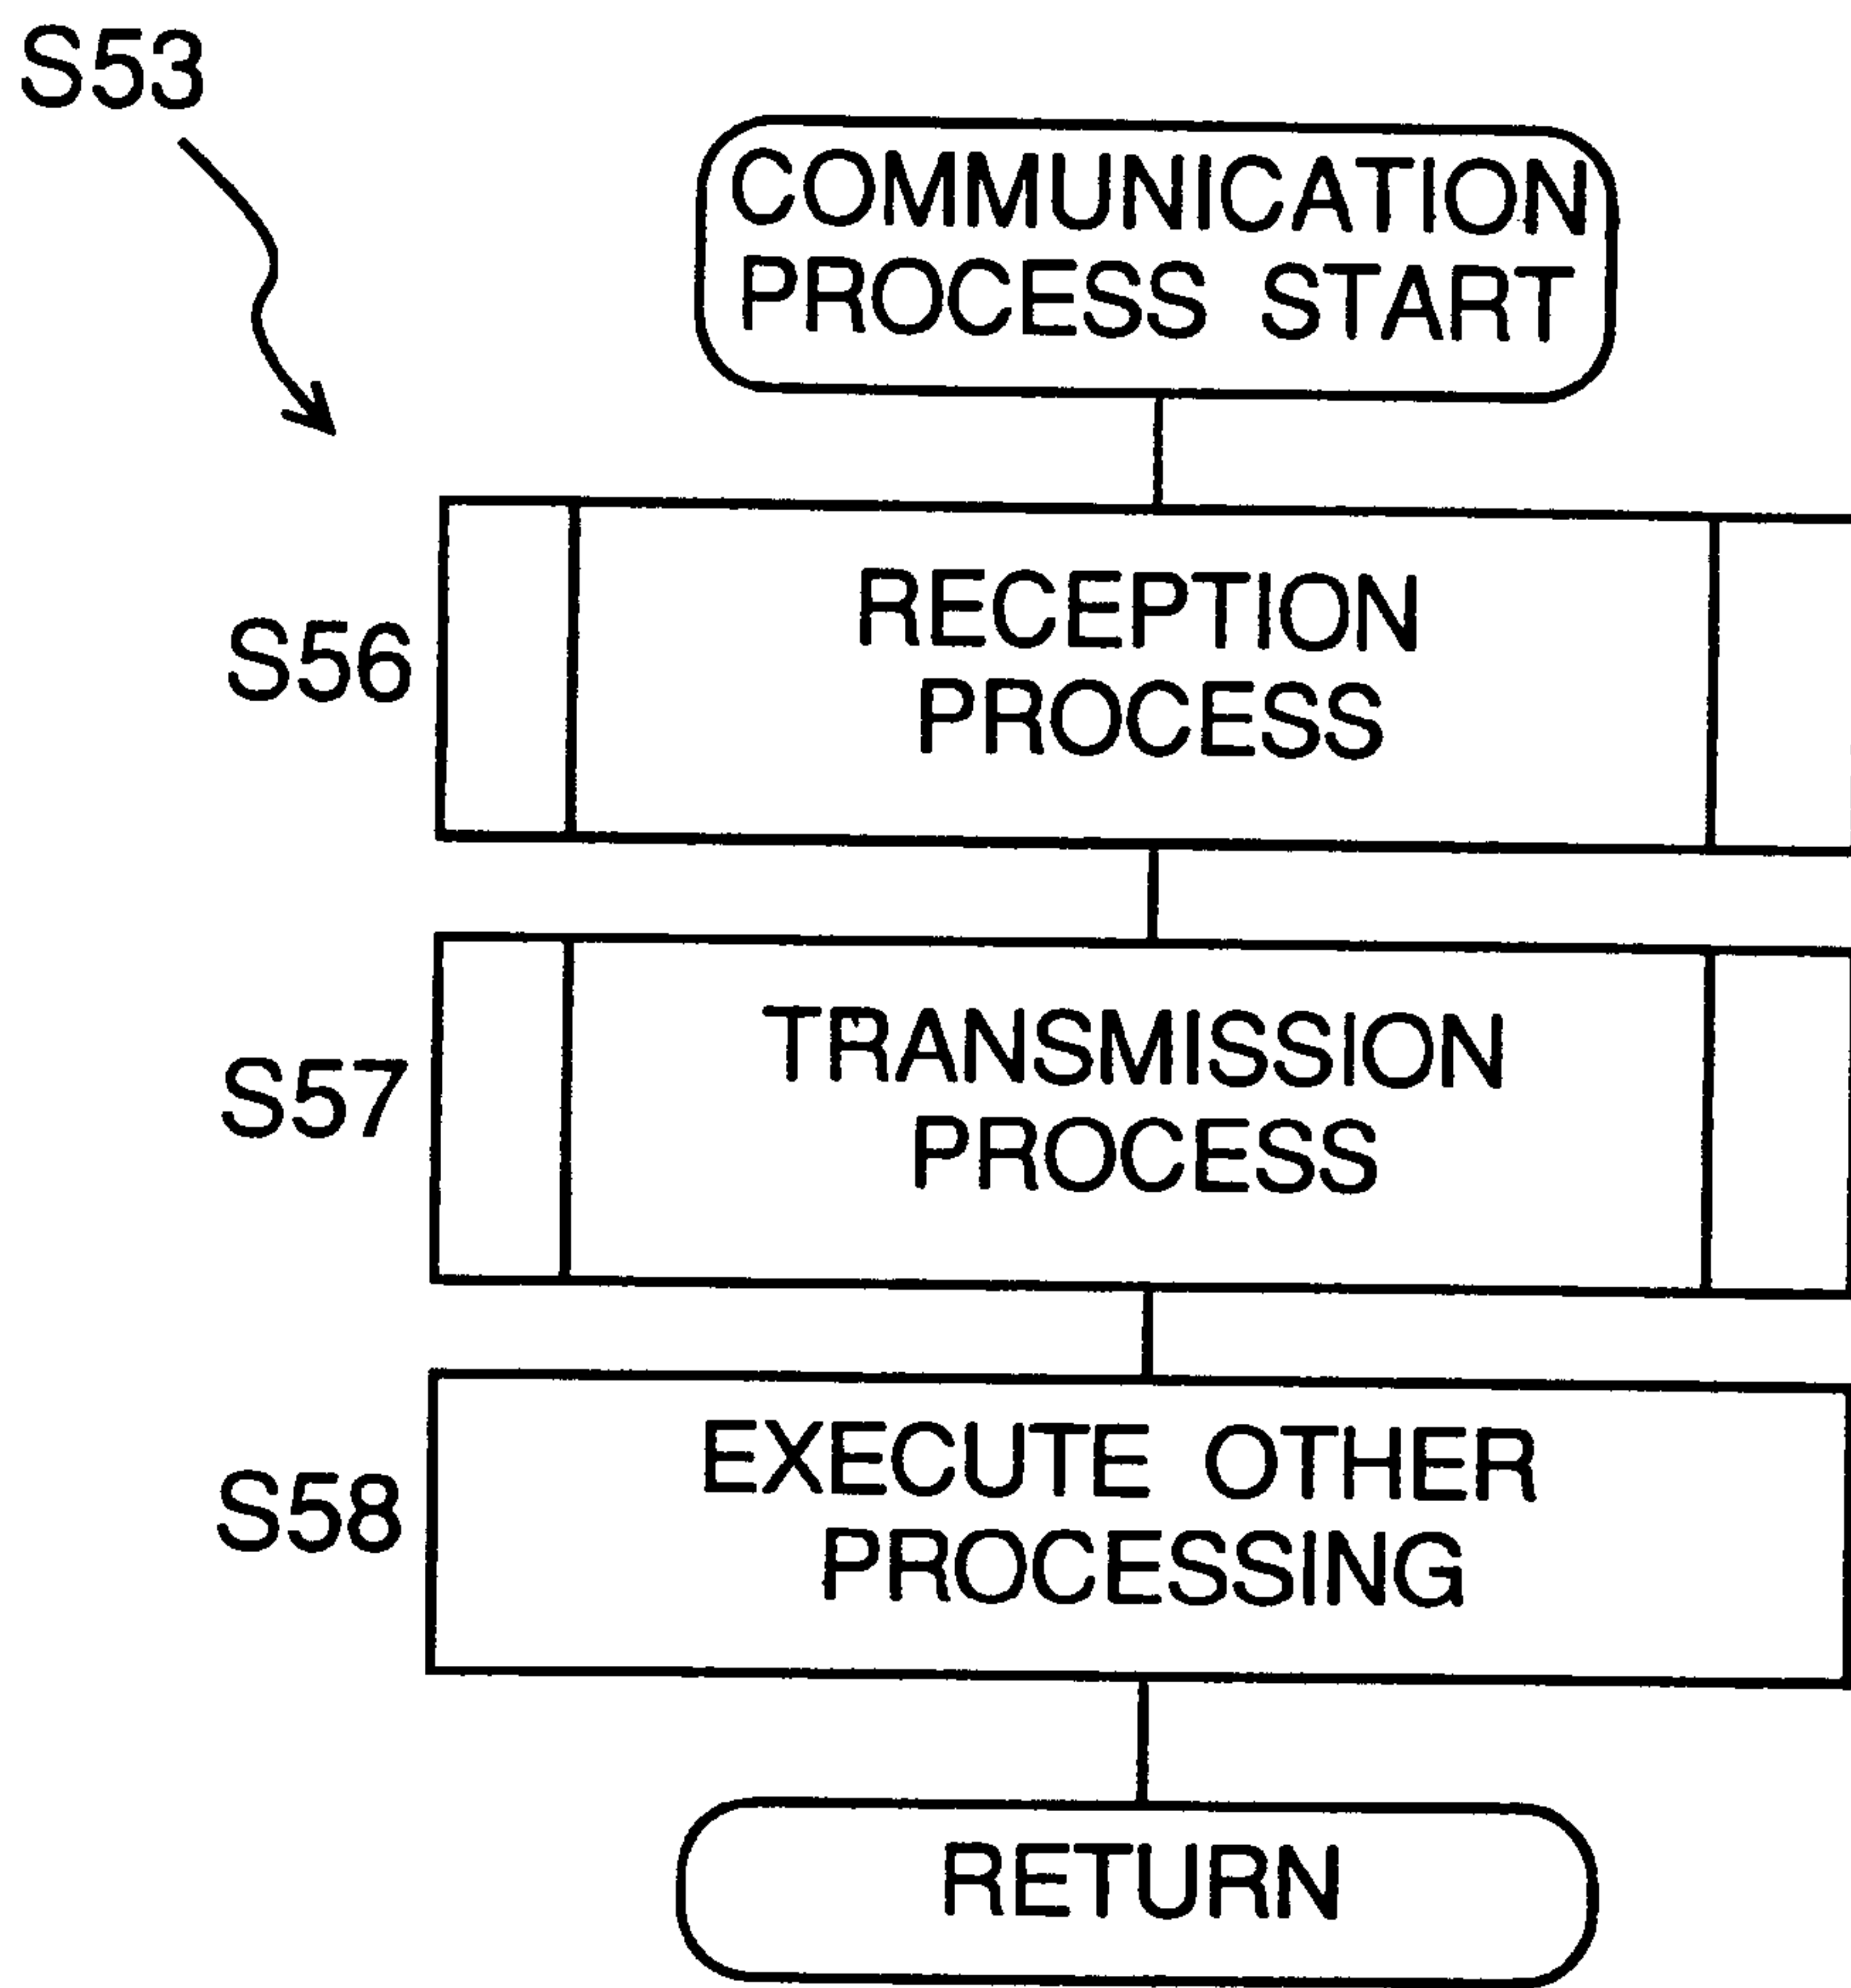 S53
COMMUNICATION
PROCESS START
S56
RECEPTION
PROCESS
S57
TRANSMISSION
PROCESS
S58
EXECUTE OTHER
PROCESSING
RETURN